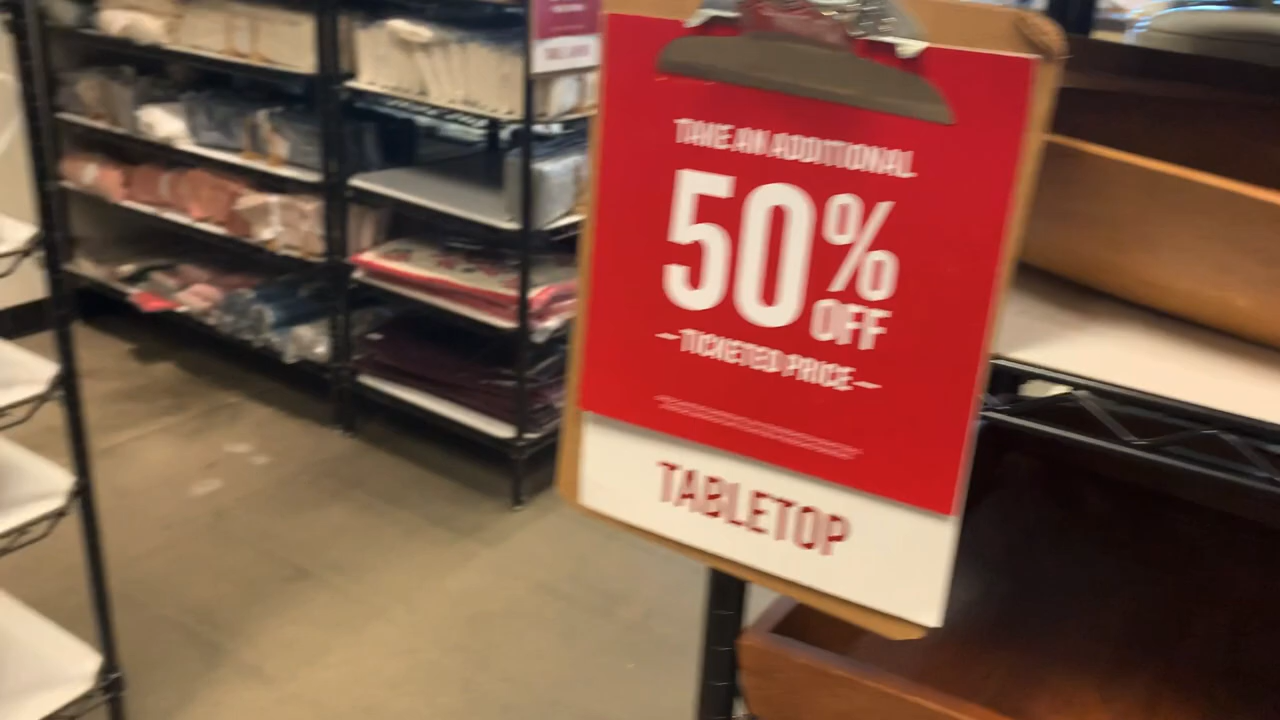 TAKE AN ADDITIONAL
50%
OFF
—TICKETED PRICE—
TABLETOP